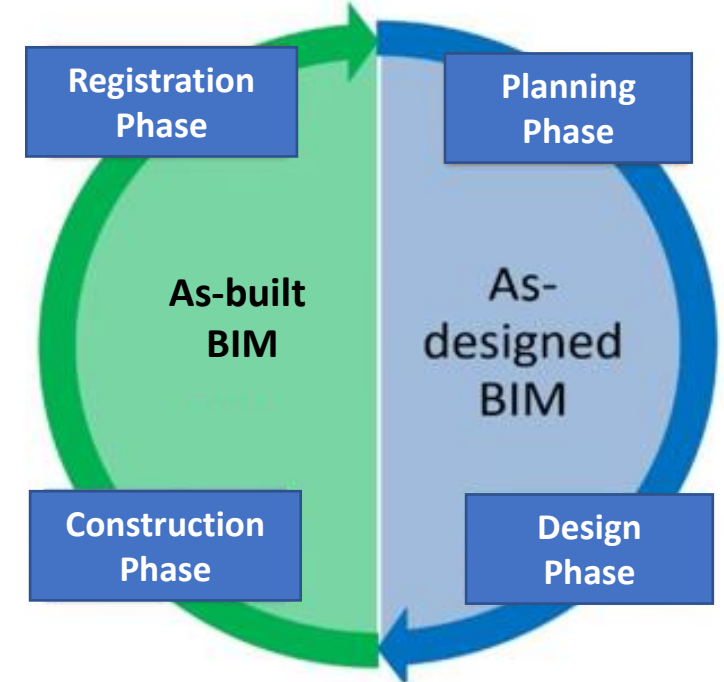 Registration
Phase
Planning
Phase
As-built
BIM
As-
designed
BIM
Construction
Phase
Design
Phase